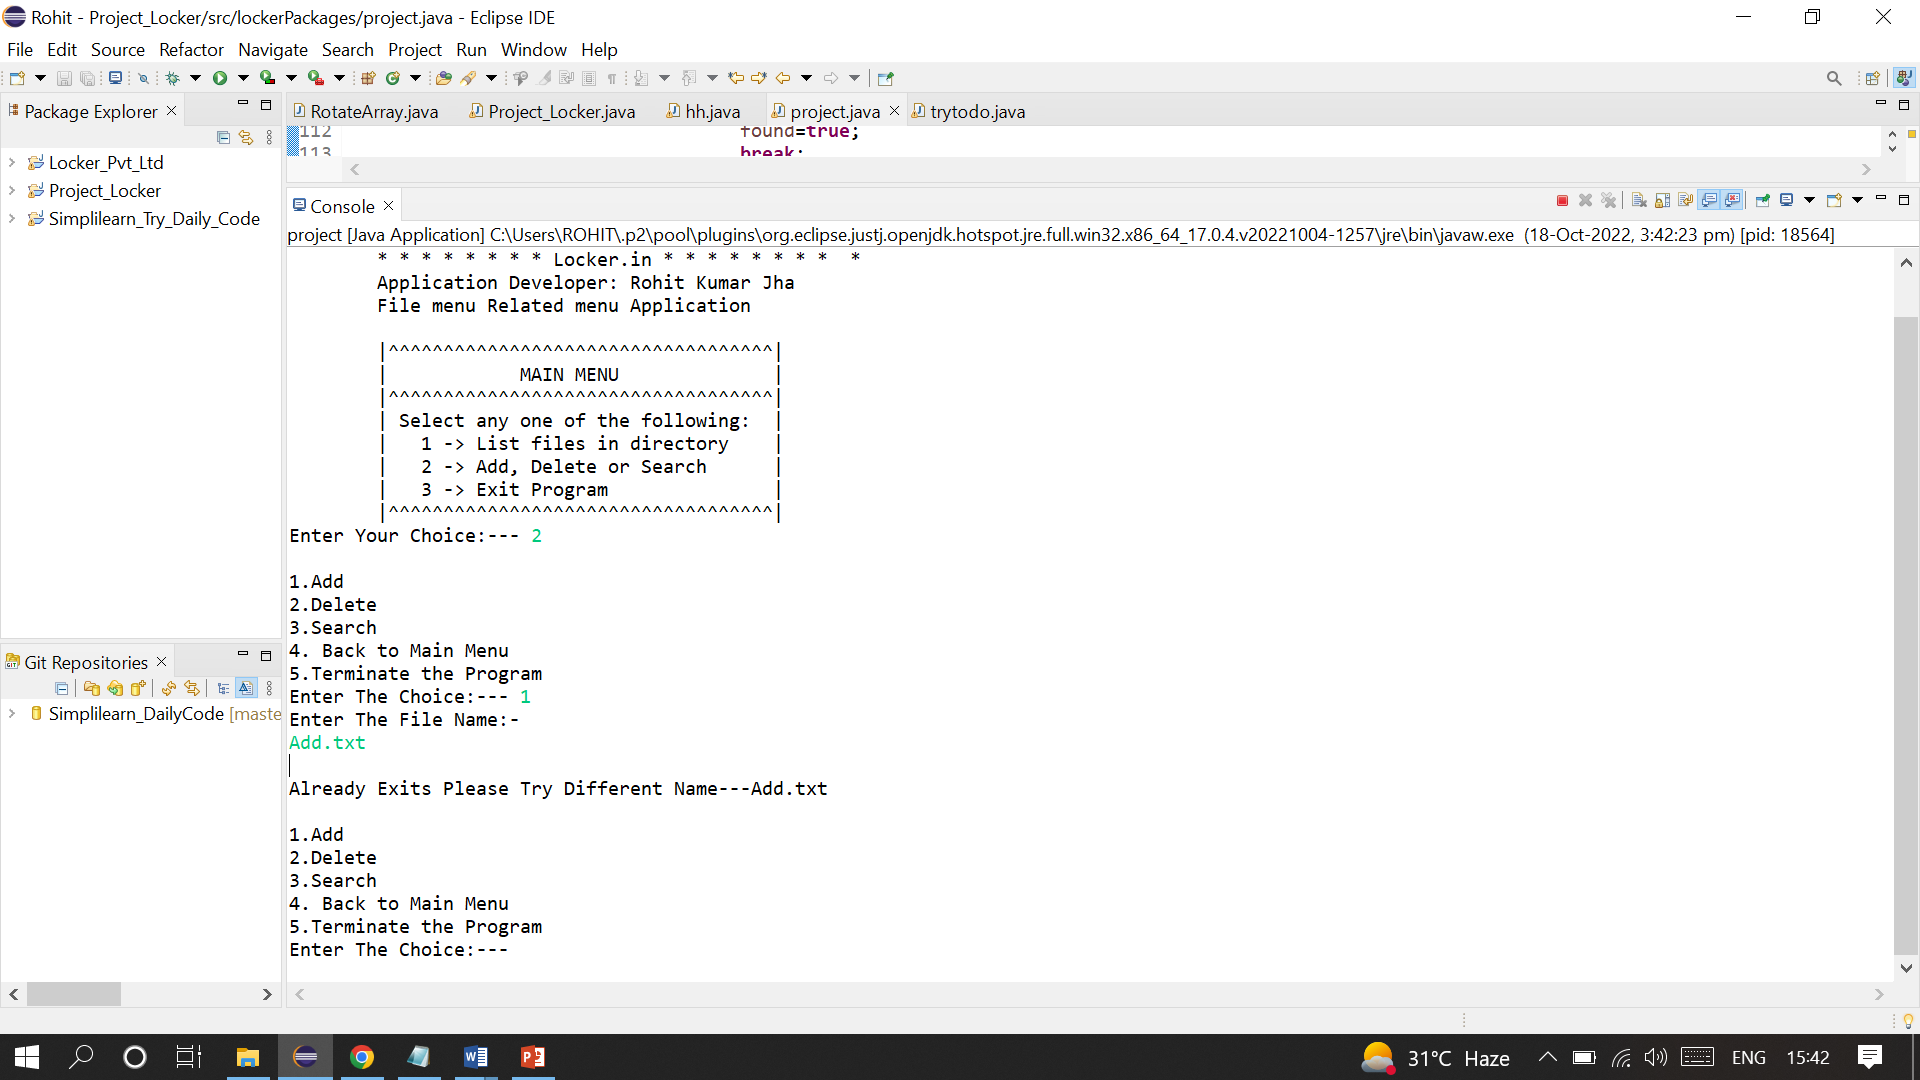 Rohit - Project_Locker/src/lockerPackages/project.java - Eclipse IDE
File Edit Source Refactor Navigate Search Project Run Window Help
Package Explorer
Locker_Pvt_Ltd
Project_Locker
Simplilearn_Try_Daily_Code
Git Repositories
Simplilearn_DailyCode [maste
RotateArray.java Project_Locker.java hh.java project.java trytodo.java
112 found=true;
113 break;
Console
project [Java Application] C:\Users\ROHIT\.p2\pool\plugins\org.eclipse.justj.openjdk.hotspot.jre.full.win32.x86_64_17.0.4.v20221004-1257\jre\bin\javaw.exe (18-Oct-2022, 3:42:23 pm) [pid: 18564]
* * * * * * * * Locker.in * * * * * * * *  *
Application Developer: Rohit Kumar Jha
File menu Related menu Application
|^^^^^^^^^^^^^^^^^^^^^^^^^^^^^^^^^^^|
| MAIN MENU |
|^^^^^^^^^^^^^^^^^^^^^^^^^^^^^^^^^^^|
| Select any one of the following: |
| 1 -> List files in directory |
| 2 -> Add, Delete or Search |
| 3 -> Exit Program |
|^^^^^^^^^^^^^^^^^^^^^^^^^^^^^^^^^^^|
Enter Your Choice:--- 2
1.Add
2.Delete
3.Search
4. Back to Main Menu
5.Terminate the Program
Enter The Choice:--- 1
Enter The File Name:-
Add.txt
Already Exits Please Try Different Name---Add.txt
1.Add
2.Delete
3.Search
4. Back to Main Menu
5.Terminate the Program
Enter The Choice:---
31°C Haze ENG 15:42